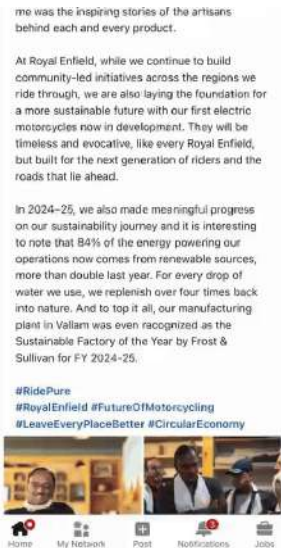 me was the inspiring stories of the artisans
behind each and every product.
At Royal Enfield, while we continue to build
community-led initiatives across the regions we
ride through, we are also laying the foundation for
a more sustainable future with our first electric
motorcycles now in development. They will be
timeless and evocative, like every Royal Enfield,
but built for the next generation of riders and the
roads that lie ahead.
In 2024-25, we also made meaningful progress
on our sustainability journey and it is interesting
to note that 84% of the energy powering our
operations now comes from renewable sources,
more than double last year. For every drop of
water we use, we replenish over four times back
into nature. And to top it all, our manufacturing
plant in Vallam was even racognized as the
Sustainable Factory of the Year by Frost &
Sullivan for FY 2024-25.
#RidePure
#RoyalEnfield #FutureOfMotorcycling
#LeaveEveryPlaceBetter #CircularEconomy
Home My Network Post Notifications Jobs